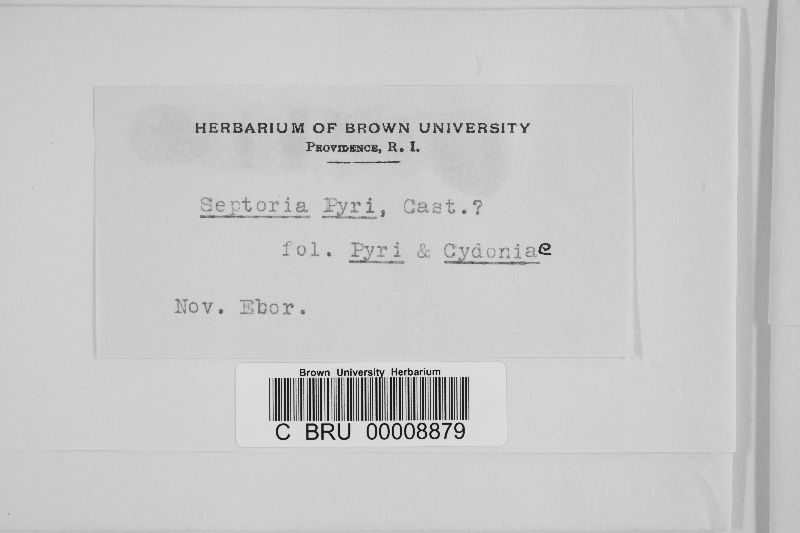 HERBARIUM OF BROWN UNIVERSITY
PROVIDENCE, R. I.
Septoria Pyri, Cast.?
fol. Pyri & Cydoniae
Nov. Ebor.
Brown University Herbarium
C BRU 00008879